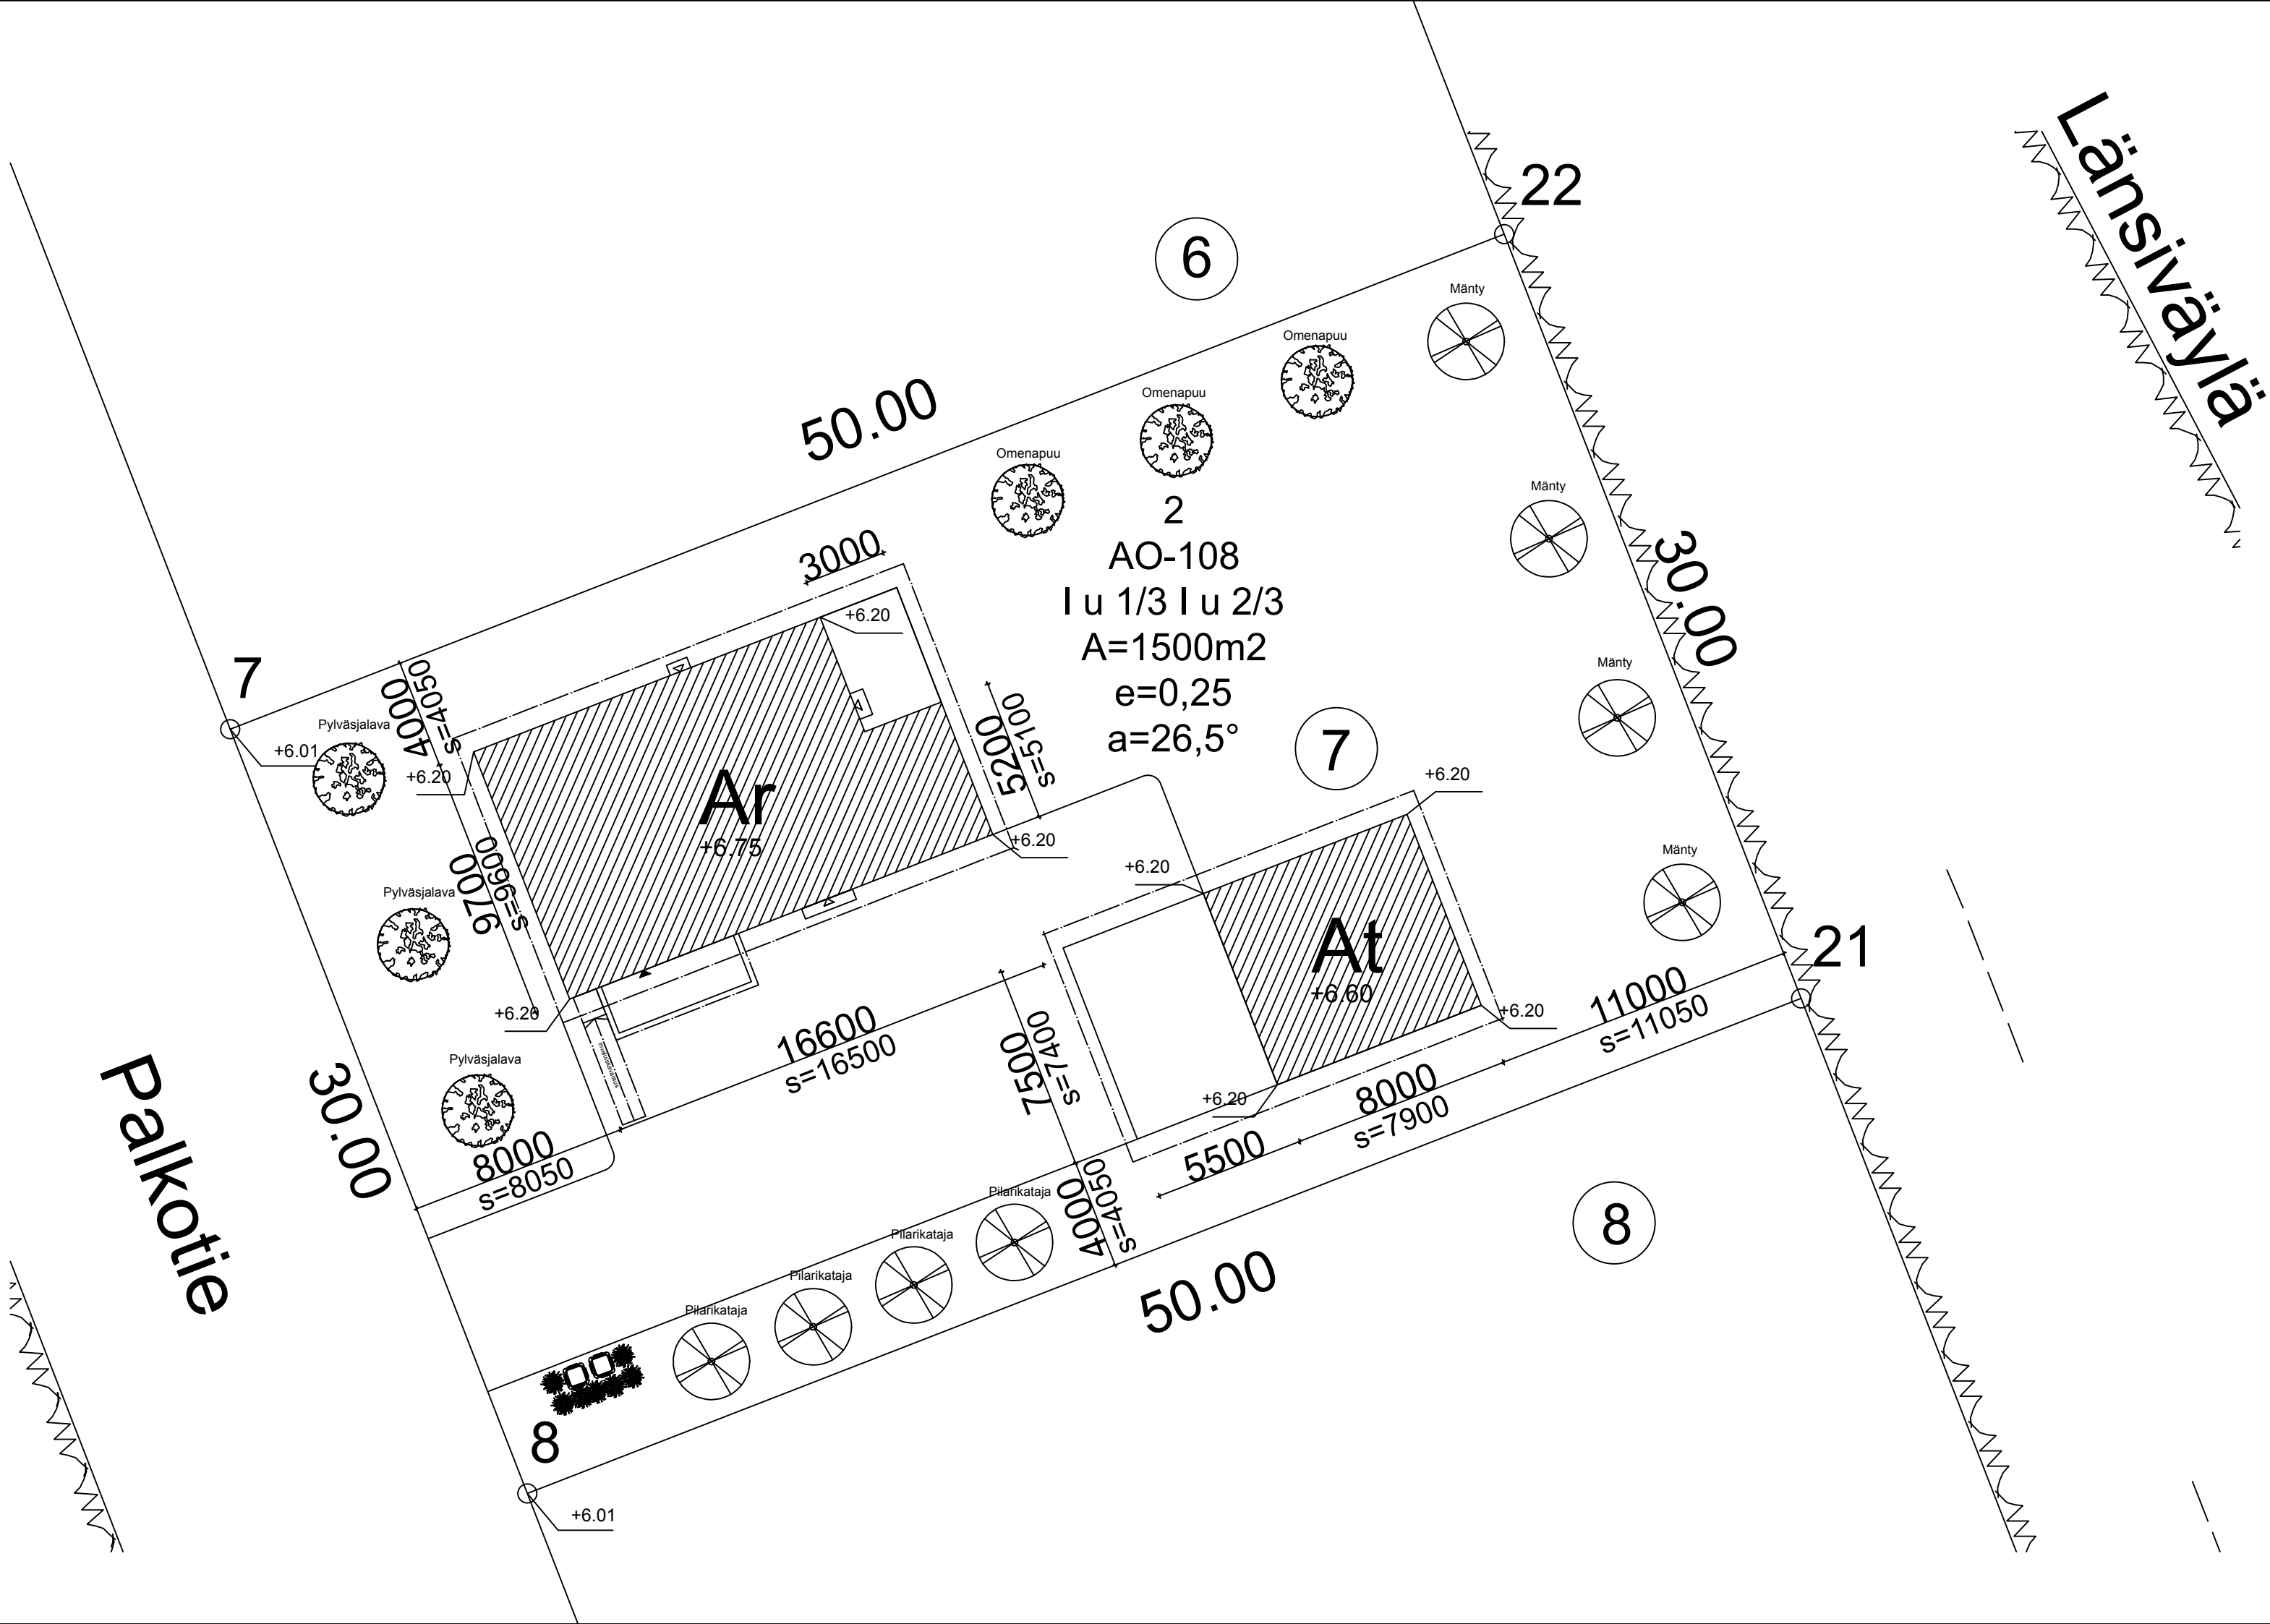 Länsiväylä
22
6
Mänty
Omenapuu
Omenapuu
50.00
Omenapuu
Mänty
2
AO-108
I u 1/3 I u 2/3
A=1500m2
e=0,25
a=26,5°
30.00
3000
+6.20
7
4000
s=4050
Mänty
Pylväsjalava
+6.01
+6.20
5200
s=5100
7
+6.20
Ar
+6.75
+6.20
9700
s=9600
Pylväsjalava
+6.20
Mänty
At
+6.60
21
+6.20
+6.20
11000
s=11050
16600
s=16500
7500
s=7400
Pylväsjalava
Palkotie
30.00
8000
s=8050
+6.20
8000
s=7900
5500
4000
s=4050
Pilarikataja
Pilarikataja
Pilarikataja
Pilarikataja
8
50.00
8
+6.01